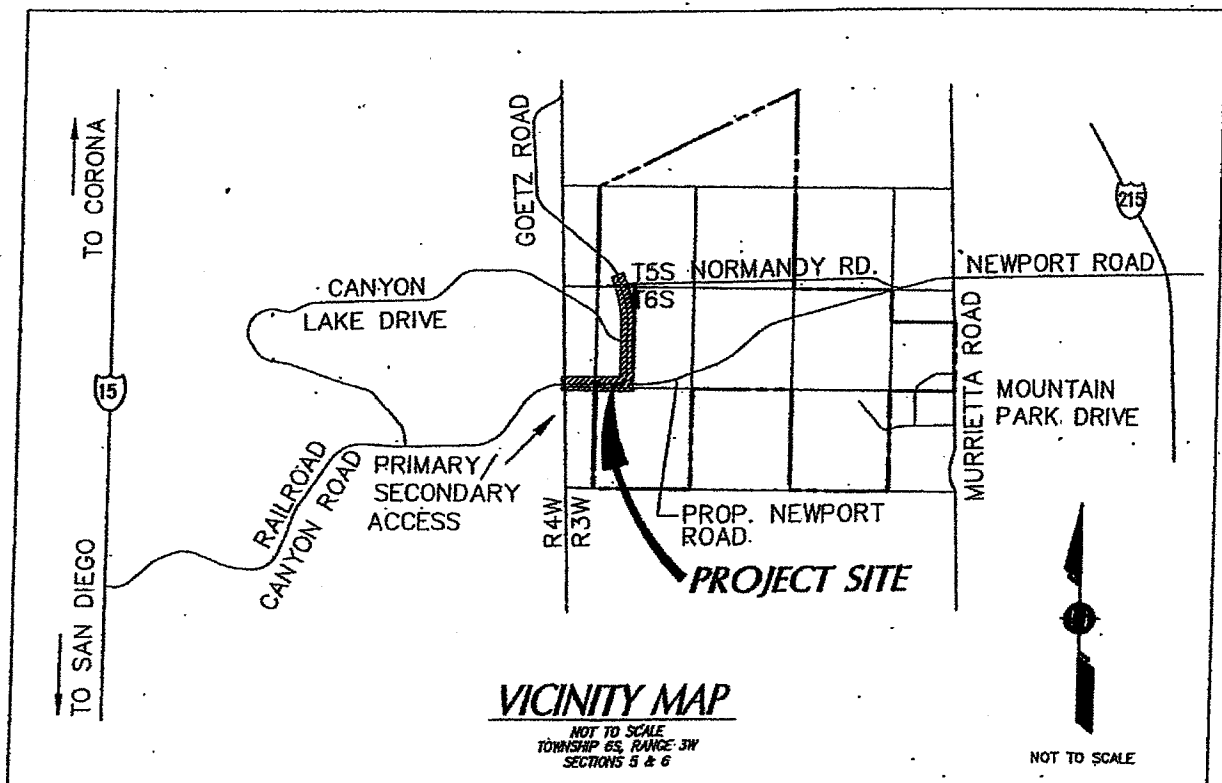 TO CORONA
15
TO SAN DIEGO
GOETZ ROAD
CANYON
LAKE DRIVE
RAILROAD
CANYON ROAD
PRIMARY
SECONDARY
ACCESS
T5S NORMANDY RD.
T6S
NEWPORT ROAD
215
MURRIETTA ROAD
MOUNTAIN
PARK DRIVE
R4W
R3W
PROP. NEWPORT
ROAD.
PROJECT SITE
VICINITY MAP
NOT TO SCALE
TOWNSHIP 6S, RANGE 3W
SECTIONS 5 & 6
NOT TO SCALE